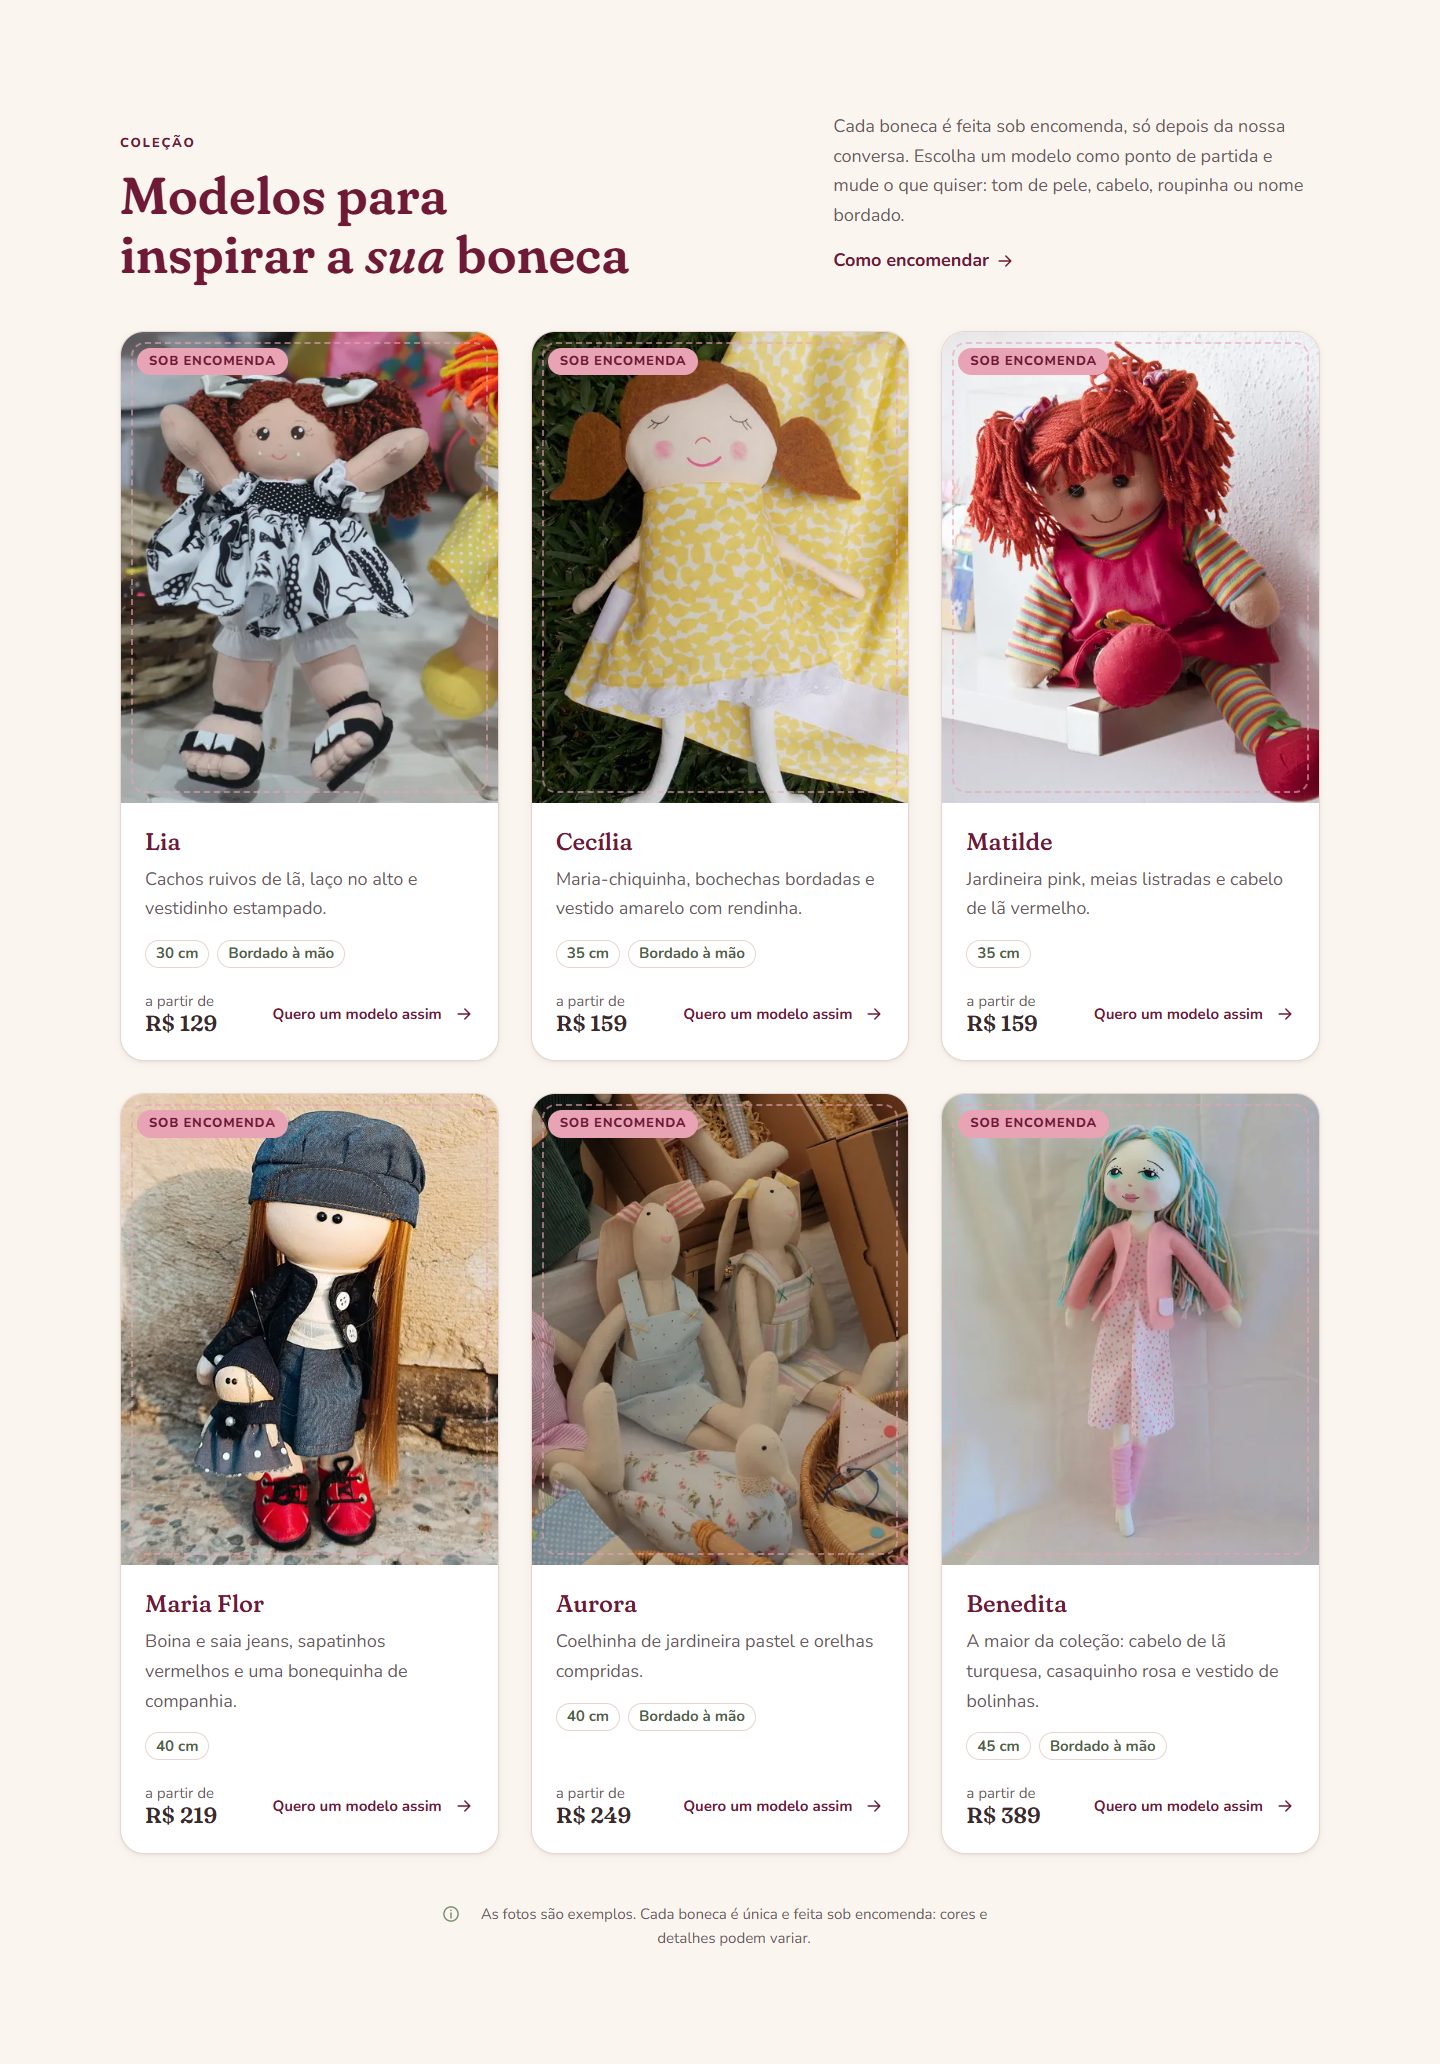 COLEÇÃO
Modelos para
inspirar a sua boneca
Cada boneca é feita sob encomenda, só depois da nossa
conversa. Escolha um modelo como ponto de partida e
mude o que quiser: tom de pele, cabelo, roupinha ou nome
bordado.
Como encomendar →
SOB ENCOMENDA
Lia
Cachos ruivos de lã, laço no alto e
vestidinho estampado.
30 cm Bordado à mão
a partir de
R$ 129
Quero um modelo assim →
SOB ENCOMENDA
Cecília
Maria-chiquinha, bochechas bordadas e
vestido amarelo com rendinha.
35 cm Bordado à mão
a partir de
R$ 159
Quero um modelo assim →
SOB ENCOMENDA
Matilde
Jardineira pink, meias listradas e cabelo
de lã vermelho.
35 cm
a partir de
R$ 159
Quero um modelo assim →
SOB ENCOMENDA
Maria Flor
Boina e saia jeans, sapatinhos
vermelhos e uma bonequinha de
companhia.
40 cm
a partir de
R$ 219
Quero um modelo assim →
SOB ENCOMENDA
Aurora
Coelhinha de jardineira pastel e orelhas
compridas.
40 cm Bordado à mão
a partir de
R$ 249
Quero um modelo assim →
SOB ENCOMENDA
Benedita
A maior da coleção: cabelo de lã
turquesa, casaquinho rosa e vestido de
bolinhas.
45 cm Bordado à mão
a partir de
R$ 389
Quero um modelo assim →
As fotos são exemplos. Cada boneca é única e feita sob encomenda: cores e
detalhes podem variar.